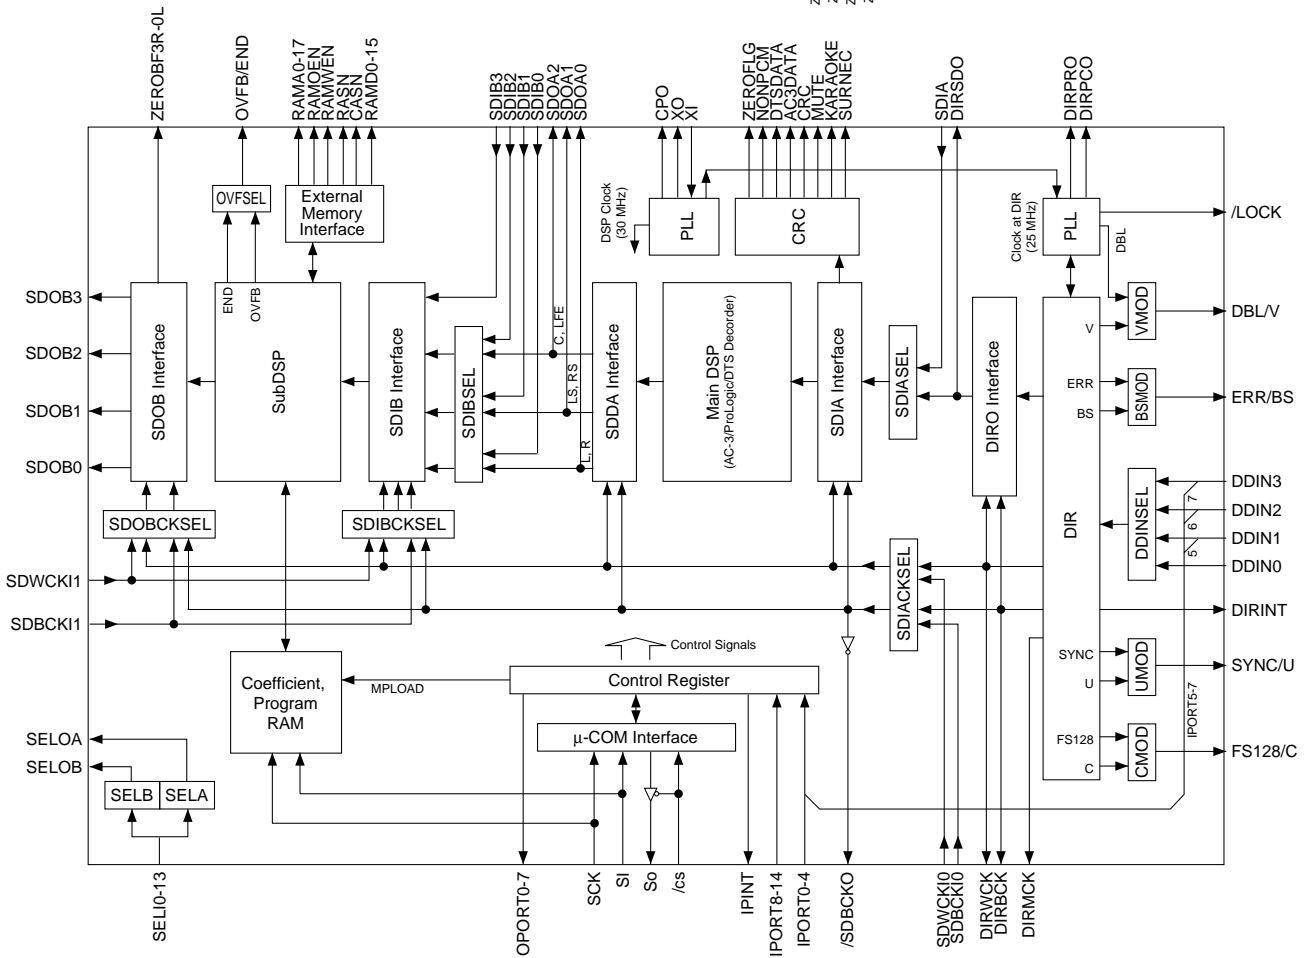 ZEROBF3R-0L
OVFB/END
RAMA0-17
RAMOEN
RAMWEN
RASN
CASN
RAMD0-15
SDIB3
SDIB2
SDIB1
SDIB0
SDOA2
SDOA1
SDOA0
CPO
XO
XI
ZEROFLG
NONPCM
DTSDATA
AC3DATA
CRC
MUTE
KARAOKE
SURNEC
SDIA
DIRSDO
DIRPRO
DIRPCO
OVFSEL
External
Memory
Interface
DSP Clock
(30 MHz)
PLL
CRC
Clock at DIR
(25 MHz)
PLL
DBL
/LOCK
SDOB3
SDOB2
SDOB1
SDOB0
SDOB Interface
END
OVFB
SubDSP
SDIB Interface
SDIBSEL
C, LFE
LS, RS
L, R
SDDA Interface
Main DSP
(AC-3/ProLogic/DTS Decorder)
SDIA Interface
SDIASEL
DIRO Interface
DIR
V
VMOD
DBL/V
ERR
BS
BSMOD
ERR/BS
DDINSEL
DDIN3
7
DDIN2
6
DDIN1
5
DDIN0
SDOBCKSEL
SDIBCKSEL
SDIACKSEL
SDWCKI1
SDBCKI1
DIRINT
Control Signals
Coefficient,
Program
RAM
MPLOAD
Control Register
μ-COM Interface
SYNC
U
UMOD
SYNC/U
IPORT5-7
FS128
C
CMOD
FS128/C
SELOA
SELOB
SELB
SELA
SELI0-13
OPORT0-7
SCK
SI
So
/cs
IPINT
IPORT8-14
IPORT0-4
/SDBCKO
SDWCKI0
SDBCKI0
DIRWCK
DIRBCK
DIRMCK